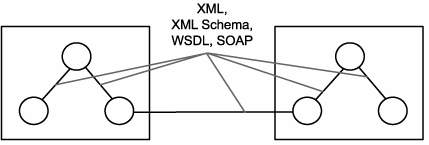 XML,
XML Schema,
WSDL, SOAP